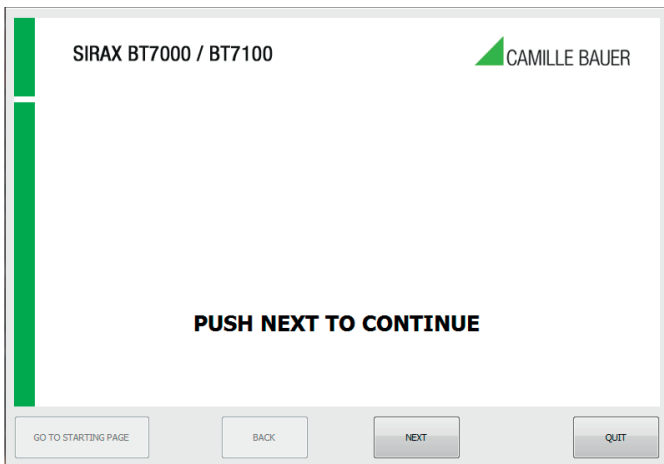 SIRAX BT7000 / BT7100
CAMILLE BAUER
PUSH NEXT TO CONTINUE
GO TO STARTING PAGE
BACK
NEXT
QUIT